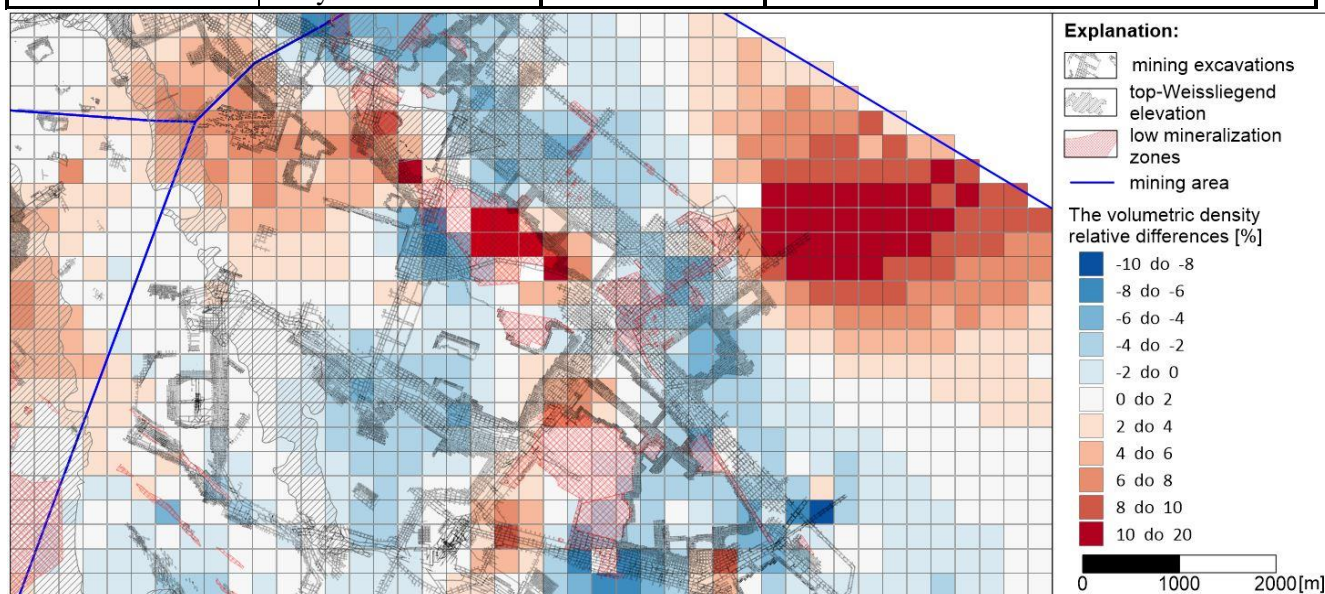 Explanation:
mining excavations
top-Weissliegend
elevation
low mineralization
zones
mining area
The volumetric density
relative differences [%]
-10 do -8
-8 do -6
-6 do -4
-4 do -2
-2 do 0
0 do 2
2 do 4
4 do 6
6 do 8
8 do 10
10 do 20
0 1000 2000[m]